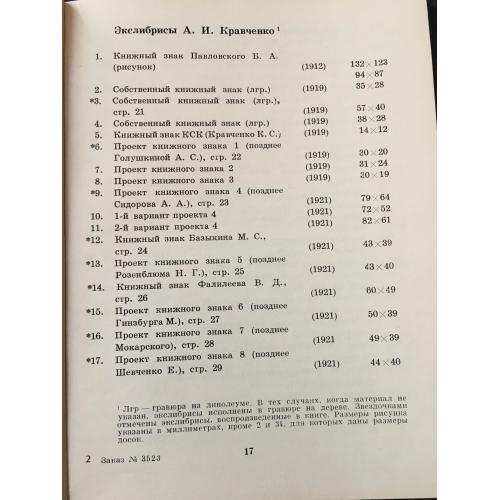 Экслибрисы А. И. Кравченко ¹
1. Книжный знак Павловского Б. А.
(рисунок) (1912) 132×123
94×87
2. Собственный книжный знак (лгр.) (1919) 35×28
*3. Собственный книжный знак (лгр.),
стр. 21 (1919) 57×40
4. Собственный книжный знак (лгр.) (1919) 38×28
5. Книжный знак КСК (Кравченко К. С.) (1919) 14×12
*6. Проект книжного знака 1 (позднее
Голушкиной А. С.), стр. 22 (1919) 30×20
7. Проект книжного знака 2 (1919) 31×24
8. Проект книжного знака 3 (1919) 30×19
*9. Проект книжного знака 4 (позднее
Сидорова А. А.), стр. 23 (1921) 79×64
10. 1-й вариант проекта 4 (1921) 72×52
11. 2-й вариант проекта 4 (1921) 82×61
*12. Книжный знак Базыкина М. С.,
стр. 24 (1921) 43×39
*13. Проект книжного знака 5 (позднее
Розенблюма Н. Г.), стр. 25 (1921) 43×40
*14. Книжный знак Фалилеева В. Д.,
стр. 26 (1921) 60×49
*15. Проект книжного знака 6 (позднее
Гинзбурга М.), стр. 27 (1921) 50×39
*16. Проект книжного знака 7 (позднее
Мокарского), стр. 28 (1921 49×39
*17. Проект книжного знака 8 (позднее
Шевченко Е.), стр. 29 (1921) 44×40
¹ Лгр — гравюра на линолеуме. В тех случаях, когда материал не
указан, экслибрисы исполнены в гравюре на дереве. Звездочками
отмечены экслибрисы, воспроизведенные в книге. Размеры рисунка
указаны в миллиметрах, кроме 2 и 34, для которых даны размеры
досок.
2 Заказ № 3523 17